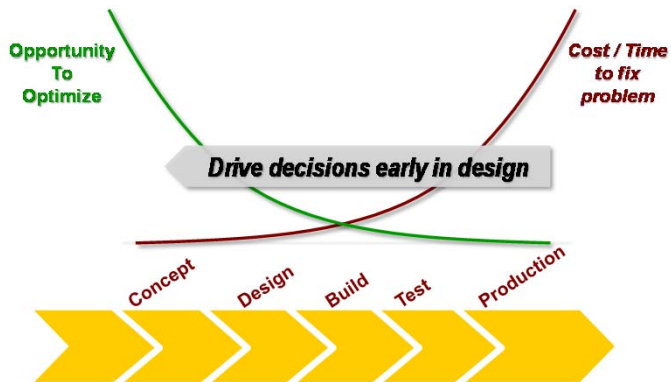 Opportunity
To
Optimize
Cost / Time
to fix
problem
Drive decisions early in design
Concept
Design
Build
Test
Production